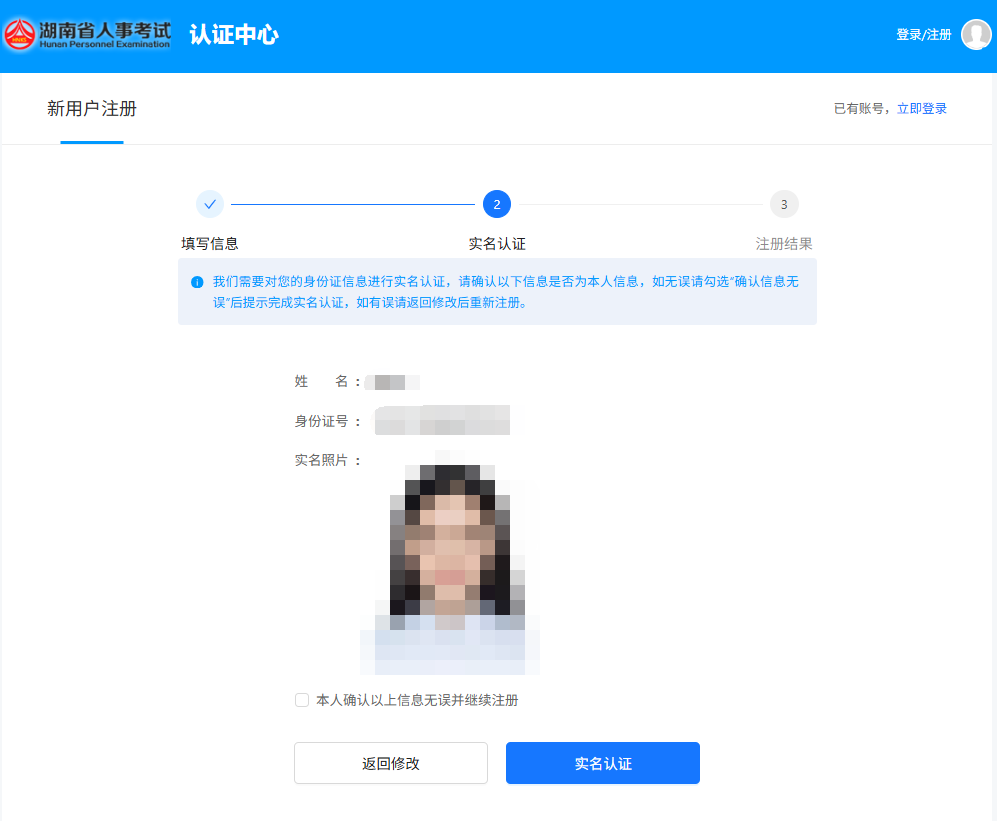 湖南省人事考试
HNKS
Hunan Personnel Examination
认证中心
登录/注册
新用户注册
已有账号，立即登录
2
3
填写信息
实名认证
注册结果
我们需要对您的身份证信息进行实名认证，请确认以下信息是否为本人信息，如无误请勾选“确认信息无
误”后提示完成实名认证，如有误请返回修改后重新注册。
姓 名：
身份证号：
实名照片：
本人确认以上信息无误并继续注册
返回修改
实名认证